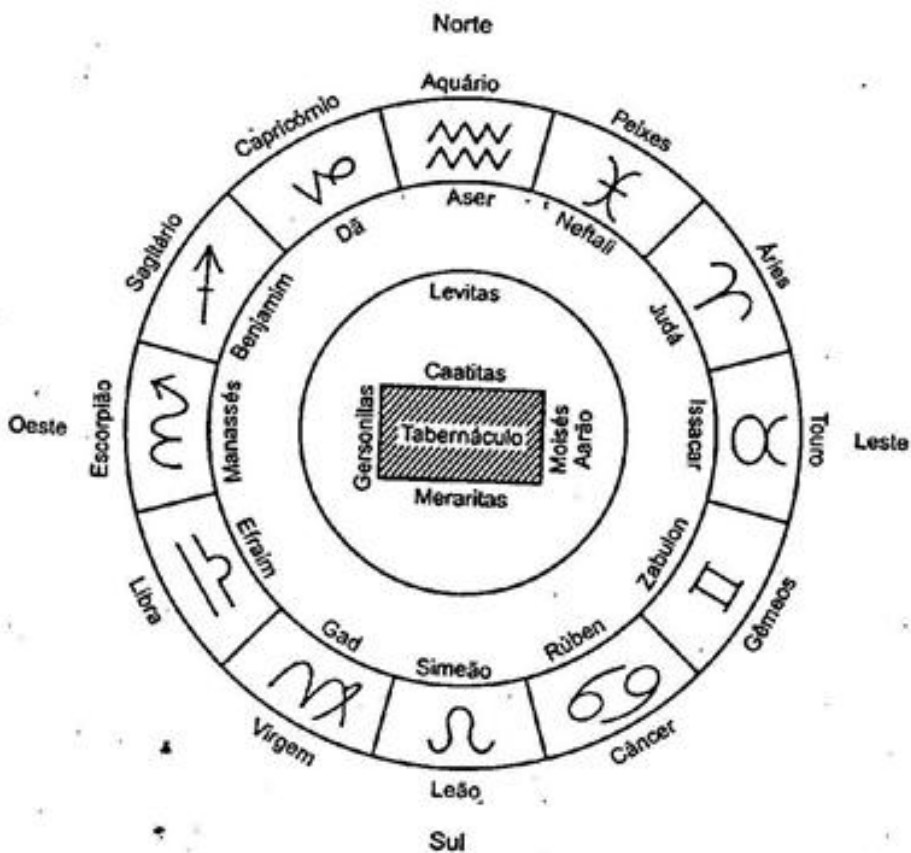 Norte
Aquário
Peixes
Áries
Touro
Gêmeos
Câncer
Leão
Virgem
Libra
Escorpião
Sagitário
Capricórnio
Aser
Neftali
Judá
Issacar
Zabulon
Rúben
Simeão
Gad
Efraim
Manassés
Benjamim
Dã
Levitas
Caatitas
Gersonitas
Tabernáculo
Moisés
Aarão
Meraritas
Oeste
Leste
Sul